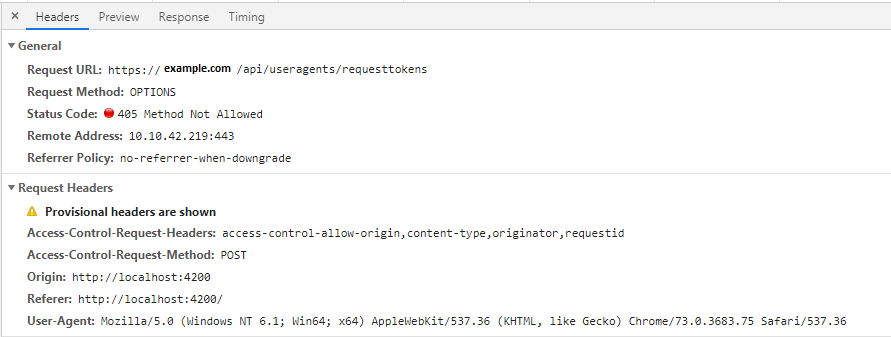 × Headers Preview Response Timing
▼ General
Request URL: https:// example.com /api/useragents/requesttokens
Request Method: OPTIONS
Status Code: 405 Method Not Allowed
Remote Address: 10.10.42.219:443
Referrer Policy: no-referrer-when-downgrade
▼ Request Headers
Provisional headers are shown
Access-Control-Request-Headers: access-control-allow-origin,content-type,originator,requestid
Access-Control-Request-Method: POST
Origin: http://localhost:4200
Referer: http://localhost:4200/
User-Agent: Mozilla/5.0 (Windows NT 6.1; Win64; x64) AppleWebKit/537.36 (KHTML, like Gecko) Chrome/73.0.3683.75 Safari/537.36